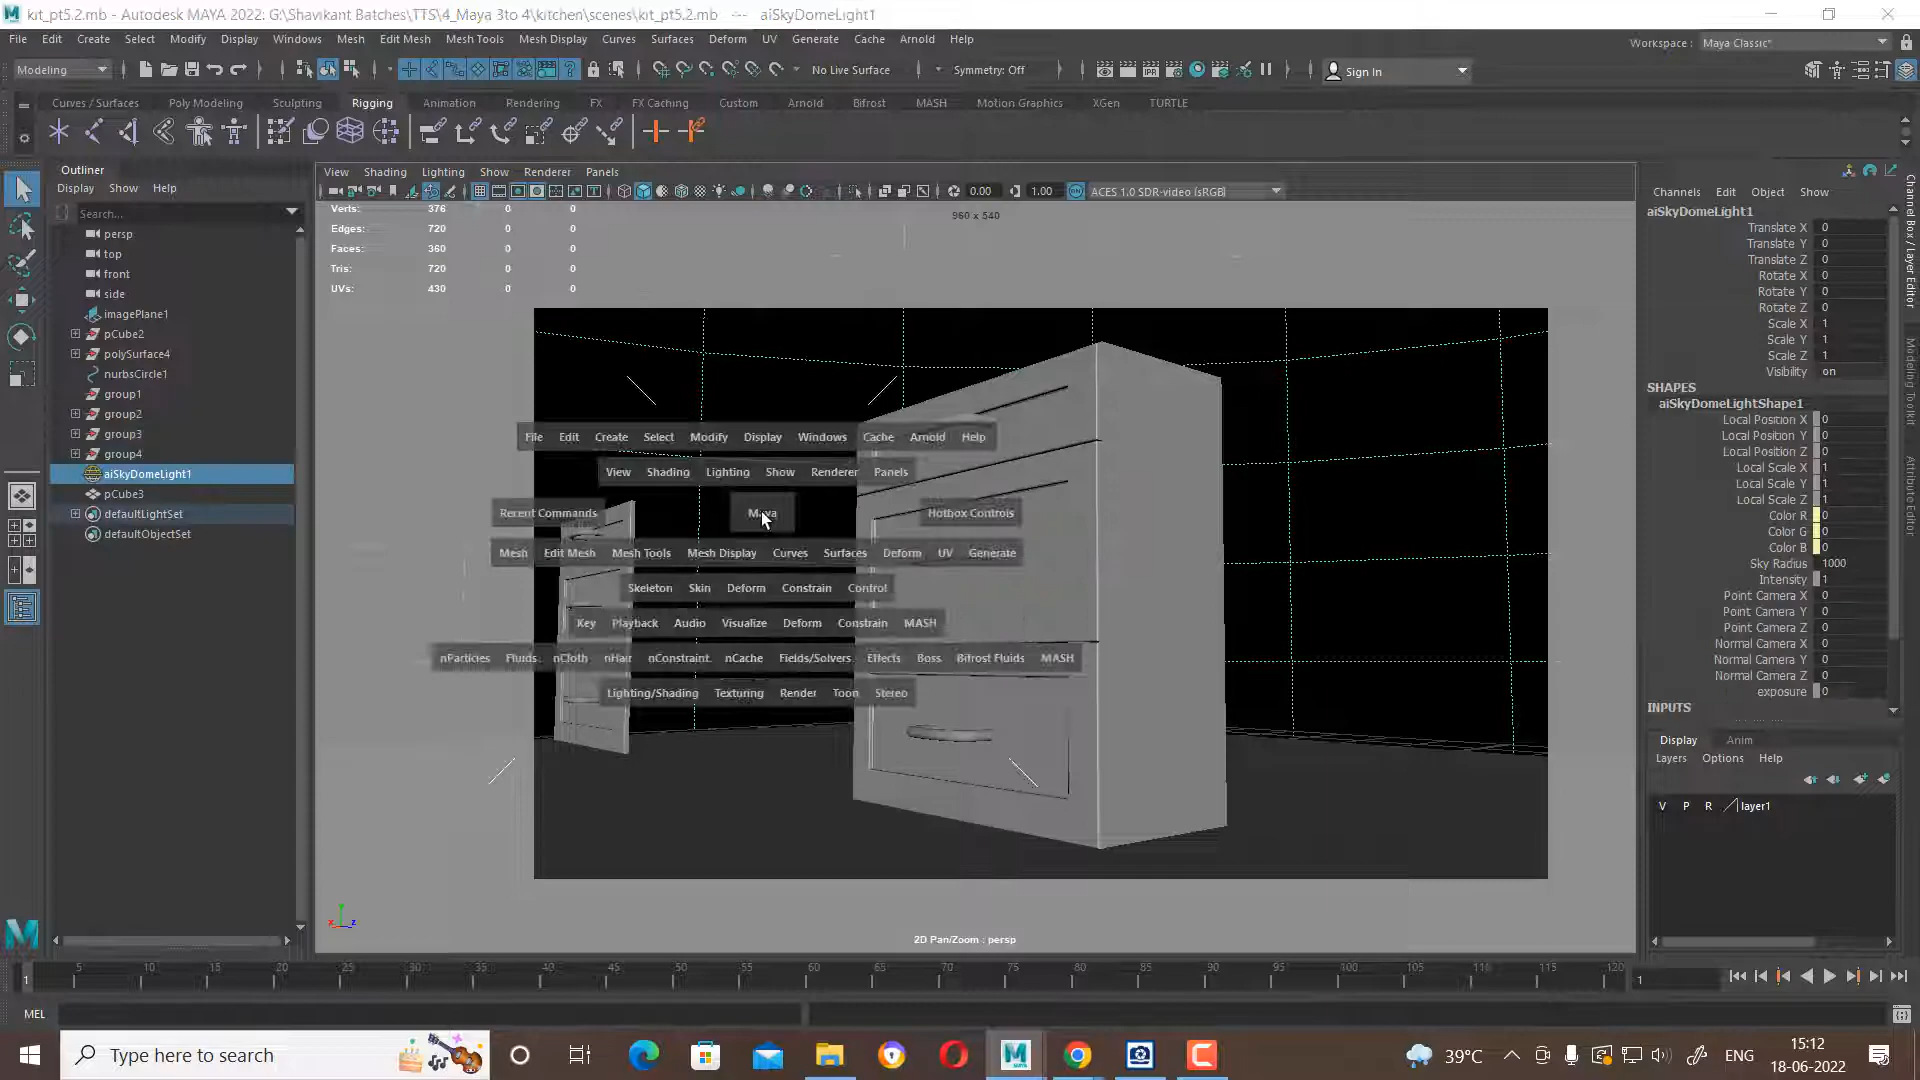 kit_pt5.2.mb - Autodesk MAYA 2022: G:\Shavikant Batches\TTS\4_Maya 3to 4\kitchen\scenes\kit_pt5.2.mb --- aiSkyDomeLight1
File Edit Create Select Modify Display Windows Mesh Edit Mesh Mesh Tools Mesh Display Curves Surfaces Deform UV Generate Cache Arnold Help
Workspace : Maya Classic*
Modeling No Live Surface Symmetry: Off Sign In
Curves / Surfaces Poly Modeling Sculpting Rigging Animation Rendering FX FX Caching Custom Arnold Bifrost MASH Motion Graphics XGen TURTLE
Outliner
Display Show Help
Search...
persp
top
front
side
imagePlane1
pCube2
polySurface4
nurbsCircle1
group1
group2
group3
group4
aiSkyDomeLight1
pCube3
defaultLightSet
defaultObjectSet
View Shading Lighting Show Renderer Panels
0.00 1.00 ON ACES 1.0 SDR-video (sRGB)
Verts: 376 0 0
Edges: 720 0 0
Faces: 360 0 0
Tris: 720 0 0
UVs: 430 0 0
960 x 540
File Edit Create Select Modify Display Windows Cache Arnold Help
View Shading Lighting Show Renderer Panels
Recent Commands Maya Hotbox Controls
Mesh Edit Mesh Mesh Tools Mesh Display Curves Surfaces Deform UV Generate
Skeleton Skin Deform Constrain Control
Key Playback Audio Visualize Deform Constrain MASH
nParticles Fluids nCloth nHair nConstraint nCache Fields/Solvers Effects Boss Bifrost Fluids MASH
Lighting/Shading Texturing Render Toon Stereo
x z
2D Pan/Zoom : persp
Channels Edit Object Show
aiSkyDomeLight1
Translate X 0
Translate Y 0
Translate Z 0
Rotate X 0
Rotate Y 0
Rotate Z 0
Scale X 1
Scale Y 1
Scale Z 1
Visibility on
SHAPES
aiSkyDomeLightShape1
Local Position X 0
Local Position Y 0
Local Position Z 0
Local Scale X 1
Local Scale Y 1
Local Scale Z 1
Color R 0
Color G 0
Color B 0
Sky Radius 1000
Intensity 1
Point Camera X 0
Point Camera Y 0
Point Camera Z 0
Normal Camera X 0
Normal Camera Y 0
Normal Camera Z 0
exposure 0
INPUTS
Display Anim
Layers Options Help
V P R layer1
Channel Box / Layer Editor
Modeling Toolkit
Attribute Editor
1 5 10 15 20 25 30 35 40 45 50 55 60 65 70 75 80 85 90 95 100 105 110 115 120 1
MEL
Type here to search
39°C ENG
15:12
18-06-2022